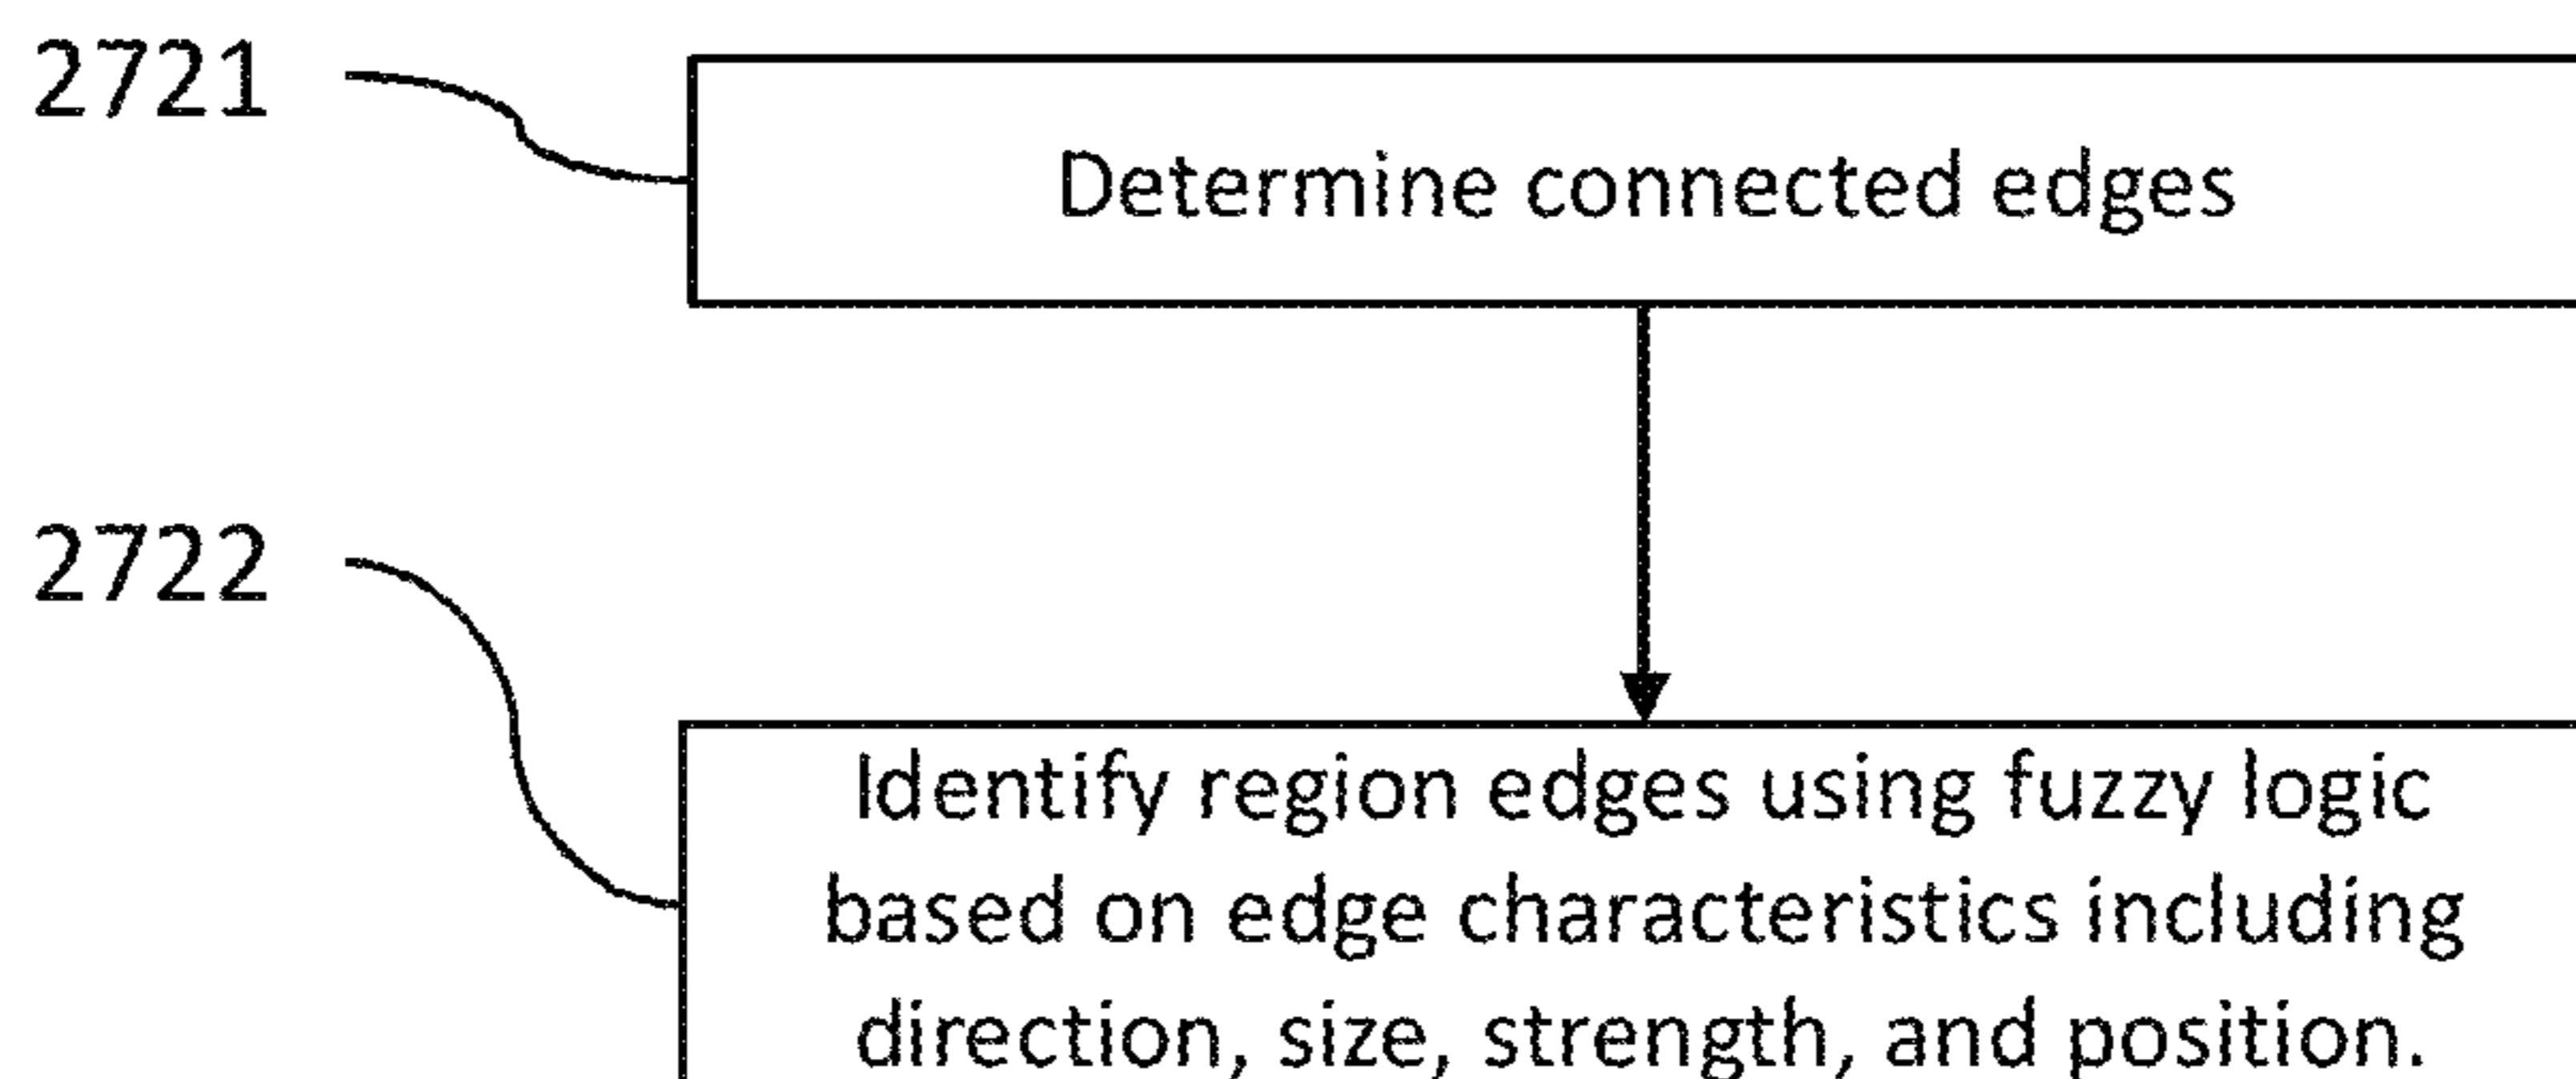 2721
Determine connected edges
2722
Identify region edges using fuzzy logic
based on edge characteristics including
direction, size, strength, and position.